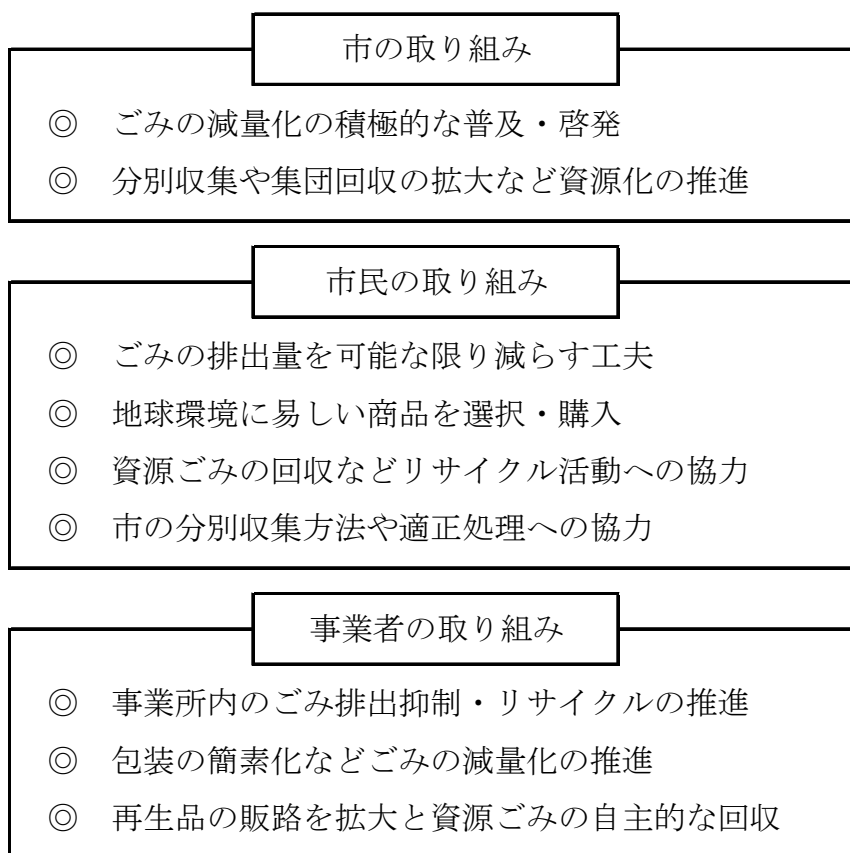 市の取り組み
◎ ごみの減量化の積極的な普及・啓発
◎ 分別収集や集団回収の拡大など資源化の推進
市民の取り組み
◎ ごみの排出量を可能な限り減らす工夫
◎ 地球環境に易しい商品を選択・購入
◎ 資源ごみの回収などリサイクル活動への協力
◎ 市の分別収集方法や適正処理への協力
事業者の取り組み
◎ 事業所内のごみ排出抑制・リサイクルの推進
◎ 包装の簡素化などごみの減量化の推進
◎ 再生品の販路を拡大と資源ごみの自主的な回収